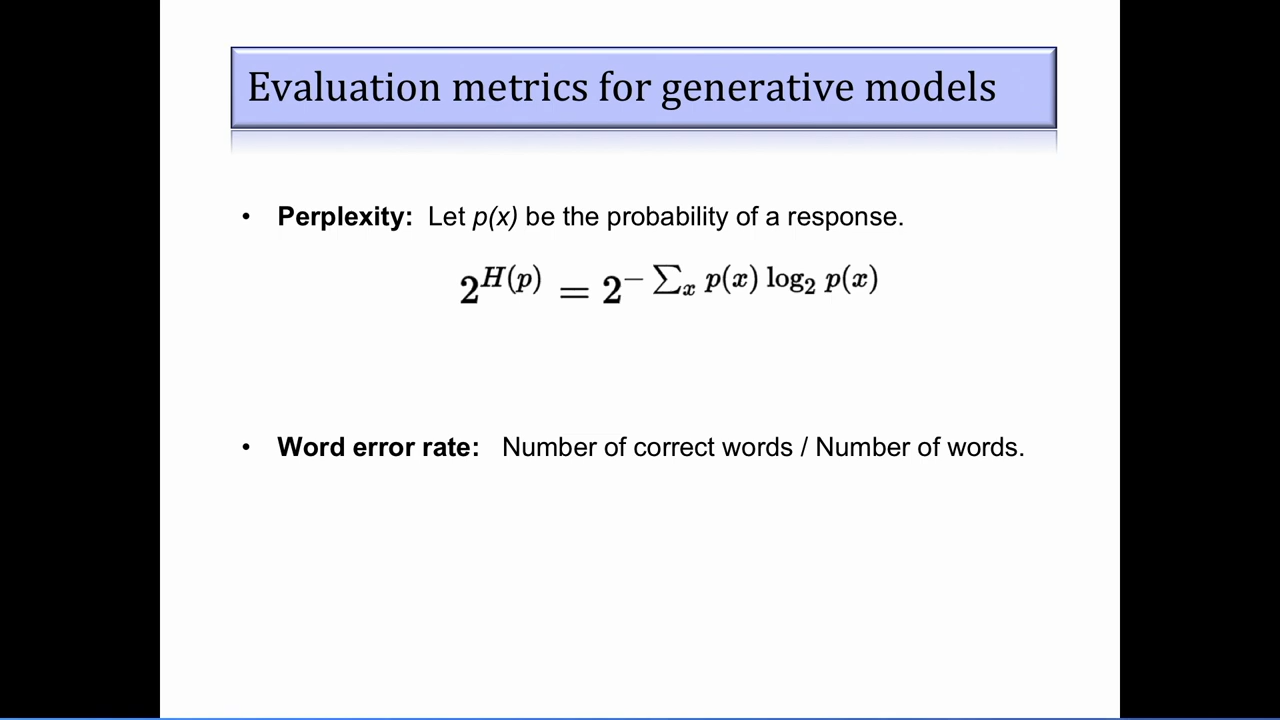 Evaluation metrics for generative models
• Perplexity: Let p(x) be the probability of a response.
2^{H(p)} = 2^{-∑_x p(x) log_2 p(x)}
• Word error rate: Number of correct words / Number of words.